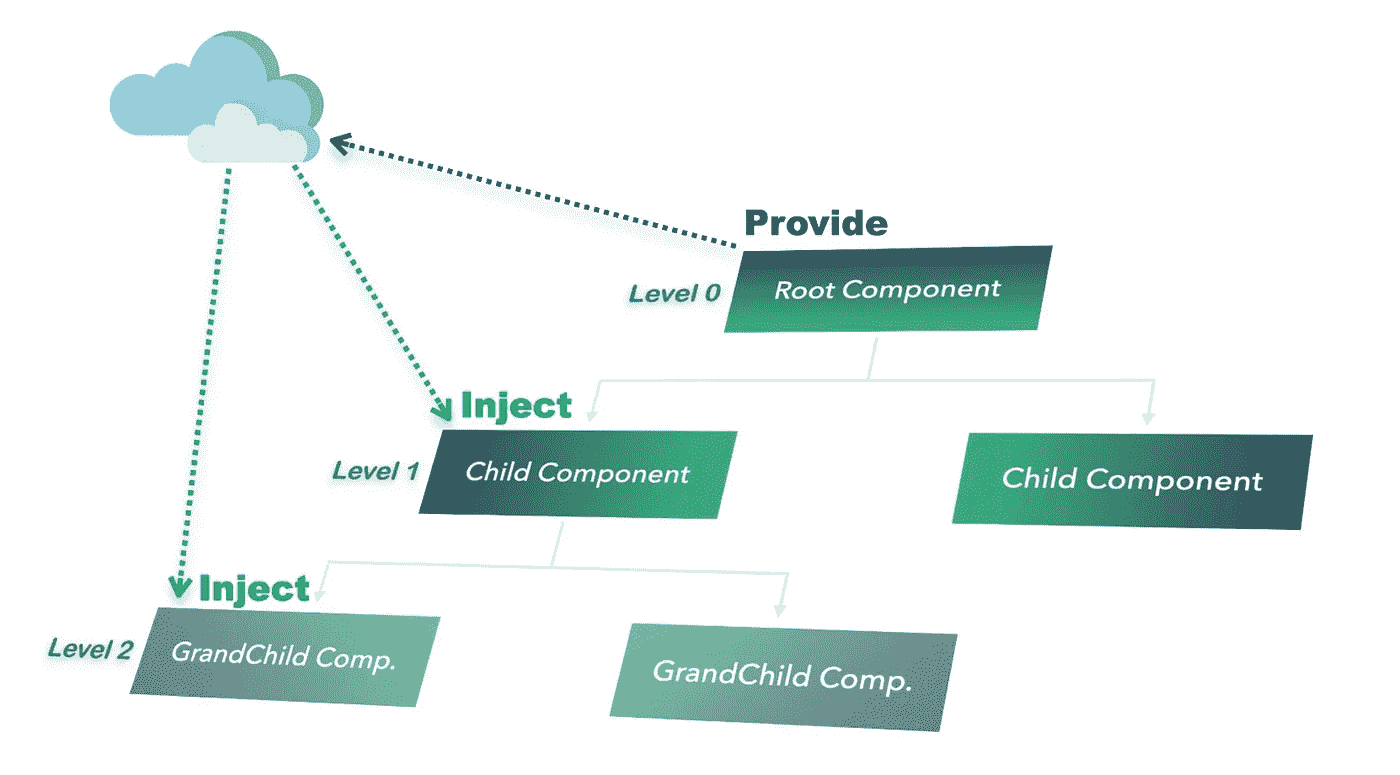 Provide
Level 0
Root Component
Inject
Level 1
Child Component
Child Component
Inject
Level 2
GrandChild Comp.
GrandChild Comp.